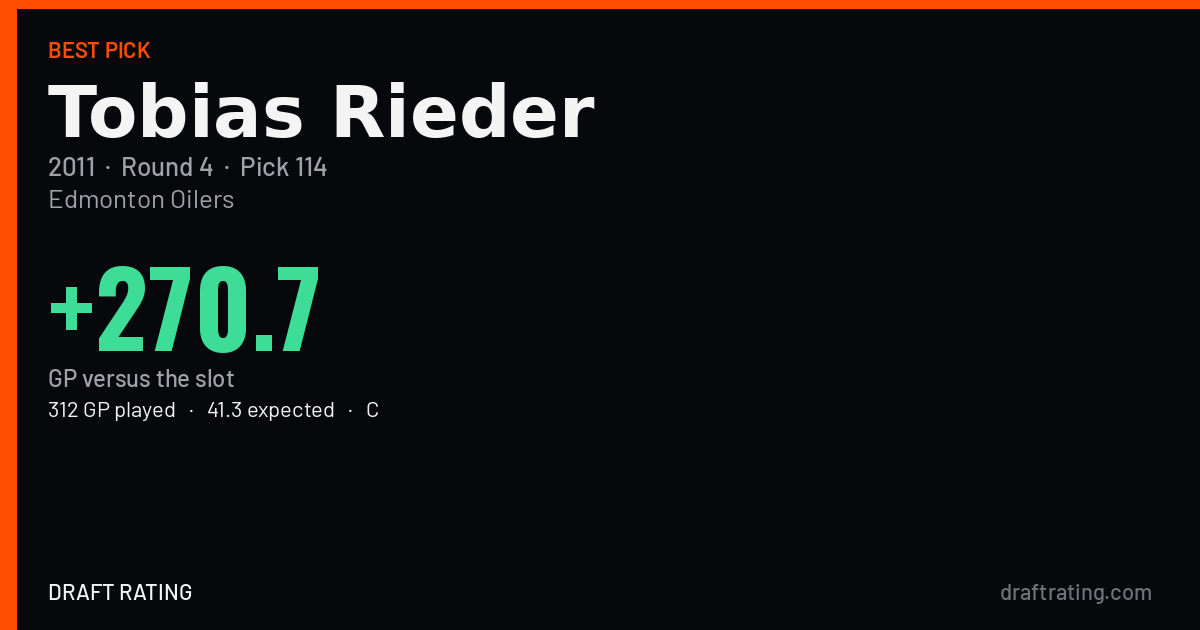 BEST PICK
Tobias Rieder
2011 · Round 4 · Pick 114
Edmonton Oilers
+270.7
GP versus the slot
312 GP played · 41.3 expected · C
DRAFT RATING
draftrating.com